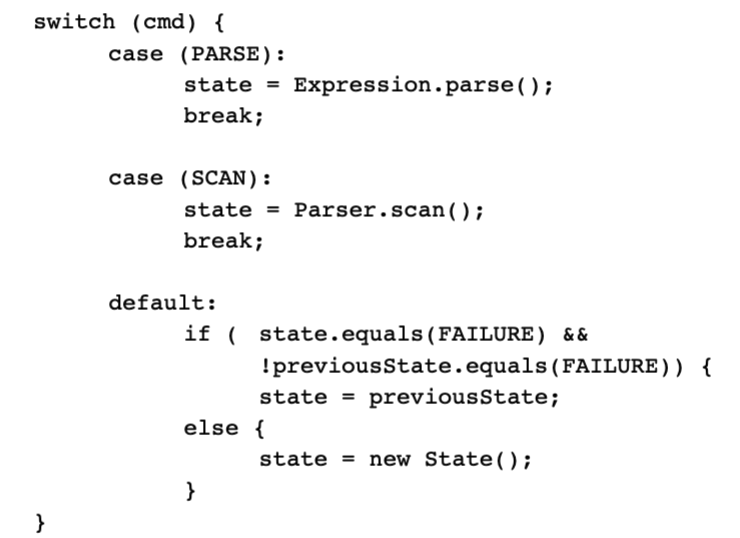 switch (cmd) {
case (PARSE):
state = Expression.parse();
break;
case (SCAN):
state = Parser.scan();
break;
default:
if (  state.equals(FAILURE) &&
!previousState.equals(FAILURE)) {
state = previousState;
else {
state = new State();
}
}